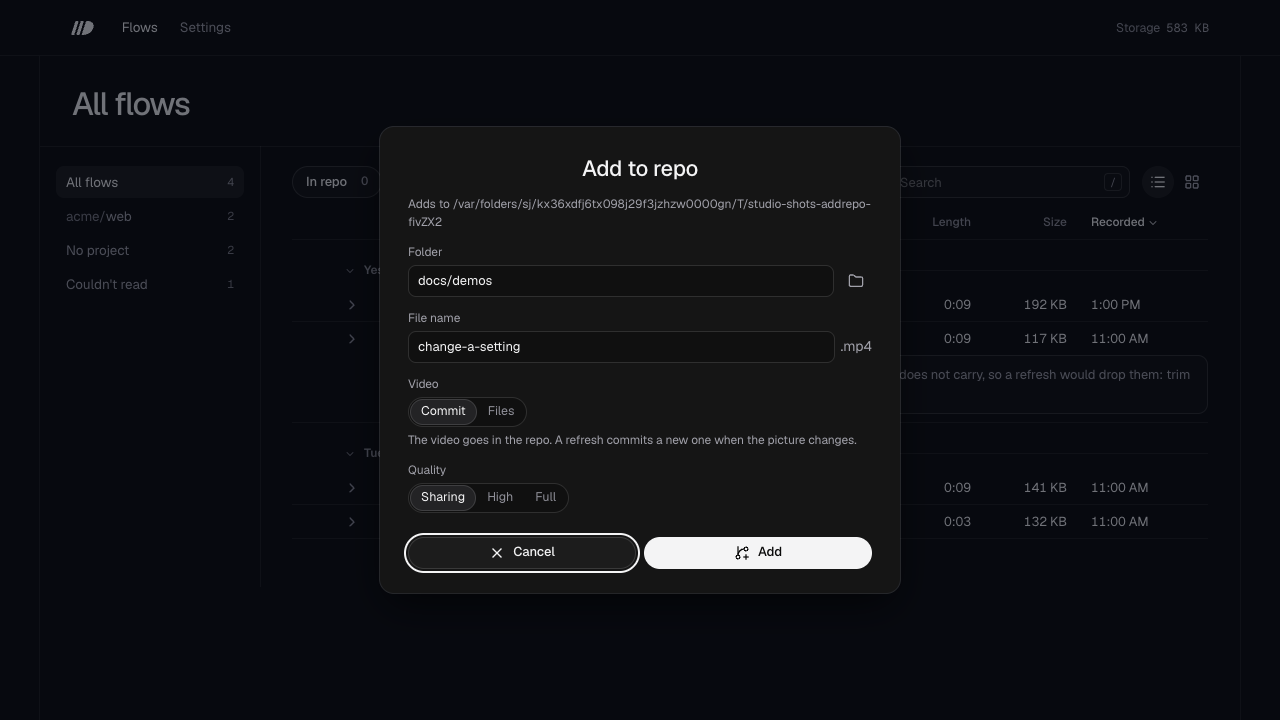 Flows Settings Storage 583 KB
All flows
All flows 4
acme/web 2
No project 2
Couldn't read 1
In repo 0
Search /
Length Size Recorded
Yes
0:09 192 KB 1:00 PM
0:09 117 KB 11:00 AM
does not carry, so a refresh would drop them: trim
Tue
0:09 141 KB 11:00 AM
0:03 132 KB 11:00 AM
Add to repo
Adds to /var/folders/sj/kx36xdfj6tx098j29f3jzhzw0000gn/T/studio-shots-addrepo-
fivZX2
Folder
docs/demos
File name
change-a-setting .mp4
Video
Commit Files
The video goes in the repo. A refresh commits a new one when the picture changes.
Quality
Sharing High Full
Cancel Add